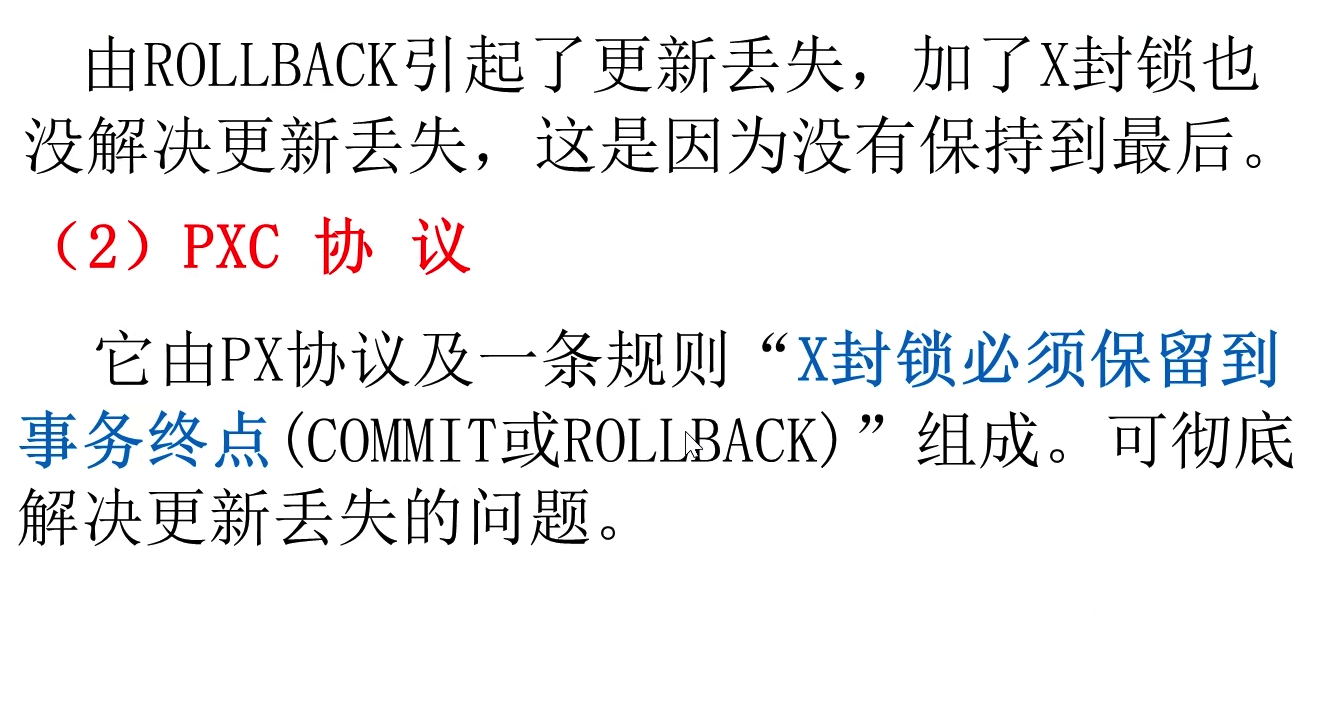 由ROLLBACK引起了更新丢失，加了X封锁也
没解决更新丢失，这是因为没有保持到最后。
（2）PXC 协 议
它由PX协议及一条规则“X封锁必须保留到
事务终点(COMMIT或ROLLBACK)”组成。可彻底
解决更新丢失的问题。